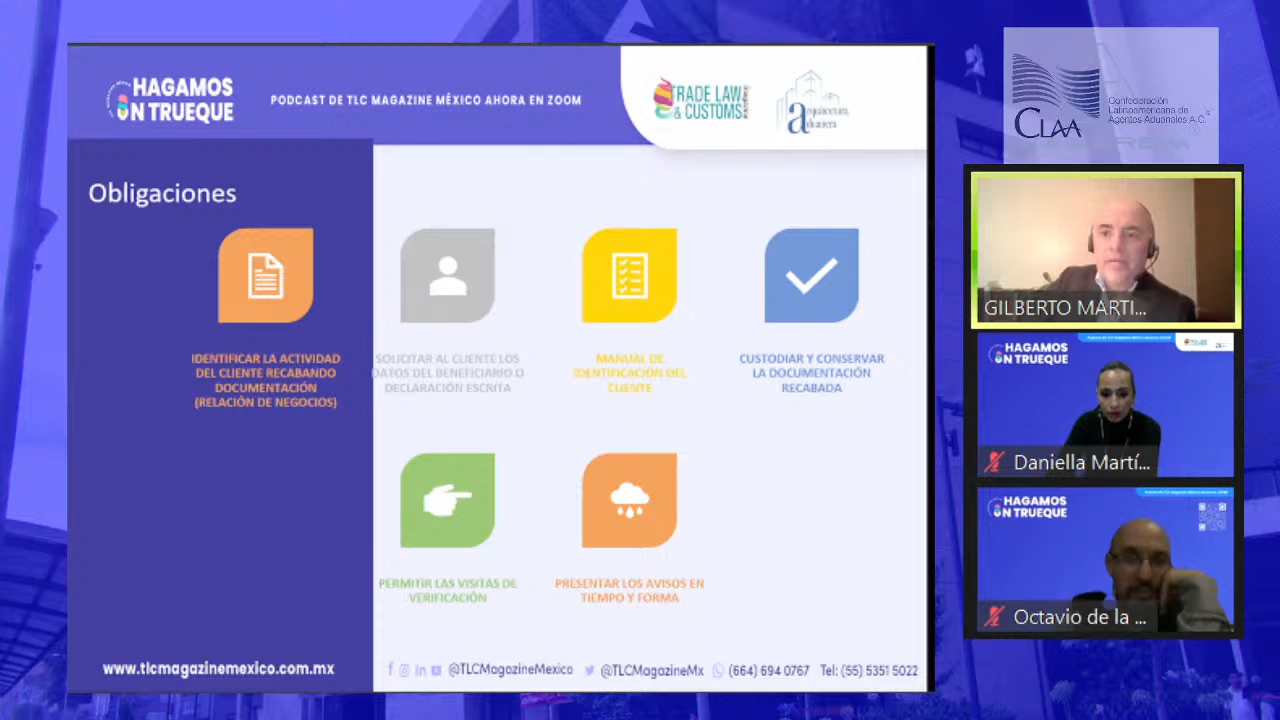 HAGAMOS
UN TRUEQUE
PODCAST DE TLC MAGAZINE MÉXICO AHORA EN ZOOM
TRADE LAW
& CUSTOMS
arquitectura
aduanera
CLAA
Confederación
Latinoamericana de
Agentes Aduanales A.C.
Obligaciones
IDENTIFICAR LA ACTIVIDAD
DEL CLIENTE RECABANDO
DOCUMENTACIÓN
(RELACIÓN DE NEGOCIOS)
SOLICITAR AL CLIENTE LOS
DATOS DEL BENEFICIARIO O
DECLARACIÓN ESCRITA
MANUAL DE
IDENTIFICACIÓN DEL
CLIENTE
CUSTODIAR Y CONSERVAR
LA DOCUMENTACIÓN
RECABADA
PERMITIR LAS VISITAS DE
VERIFICACIÓN
PRESENTAR LOS AVISOS EN
TIEMPO Y FORMA
www.tlcmagazinemexico.com.mx
@TLCMagazineMexico
@TLCMagazineMx
(664) 694 0767
Tel: (55) 5351 5022
GILBERTO MARTI...
HAGAMOS
UN TRUEQUE
Daniella Martí...
HAGAMOS
UN TRUEQUE
Octavio de la ...